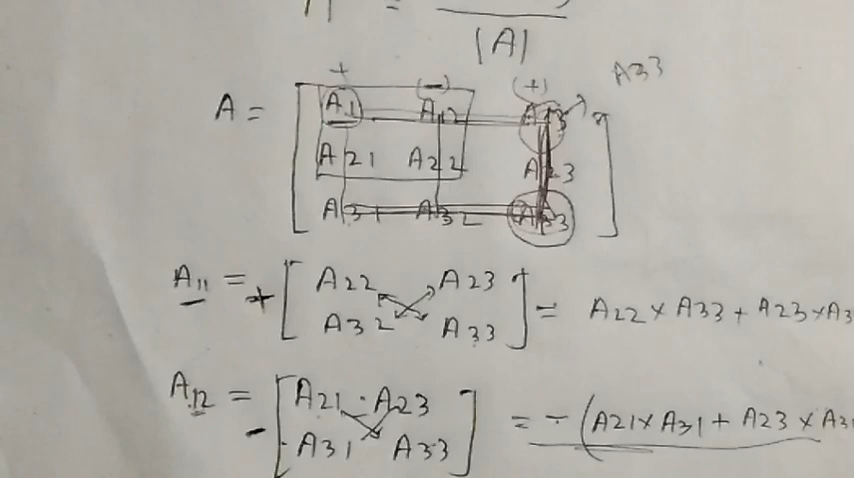 =
|A|
+ (-) (+) A33
A = [ A11 A12 A13 ]
A21 A22 A23
A31 A32 A33
A11 = + [ A22 A23 ] = A22 × A33 + A23 × A3
A32 A33
A12 = - [ A21 · A23 ] = - (A21 × A31 + A23 × A31
A31 A33